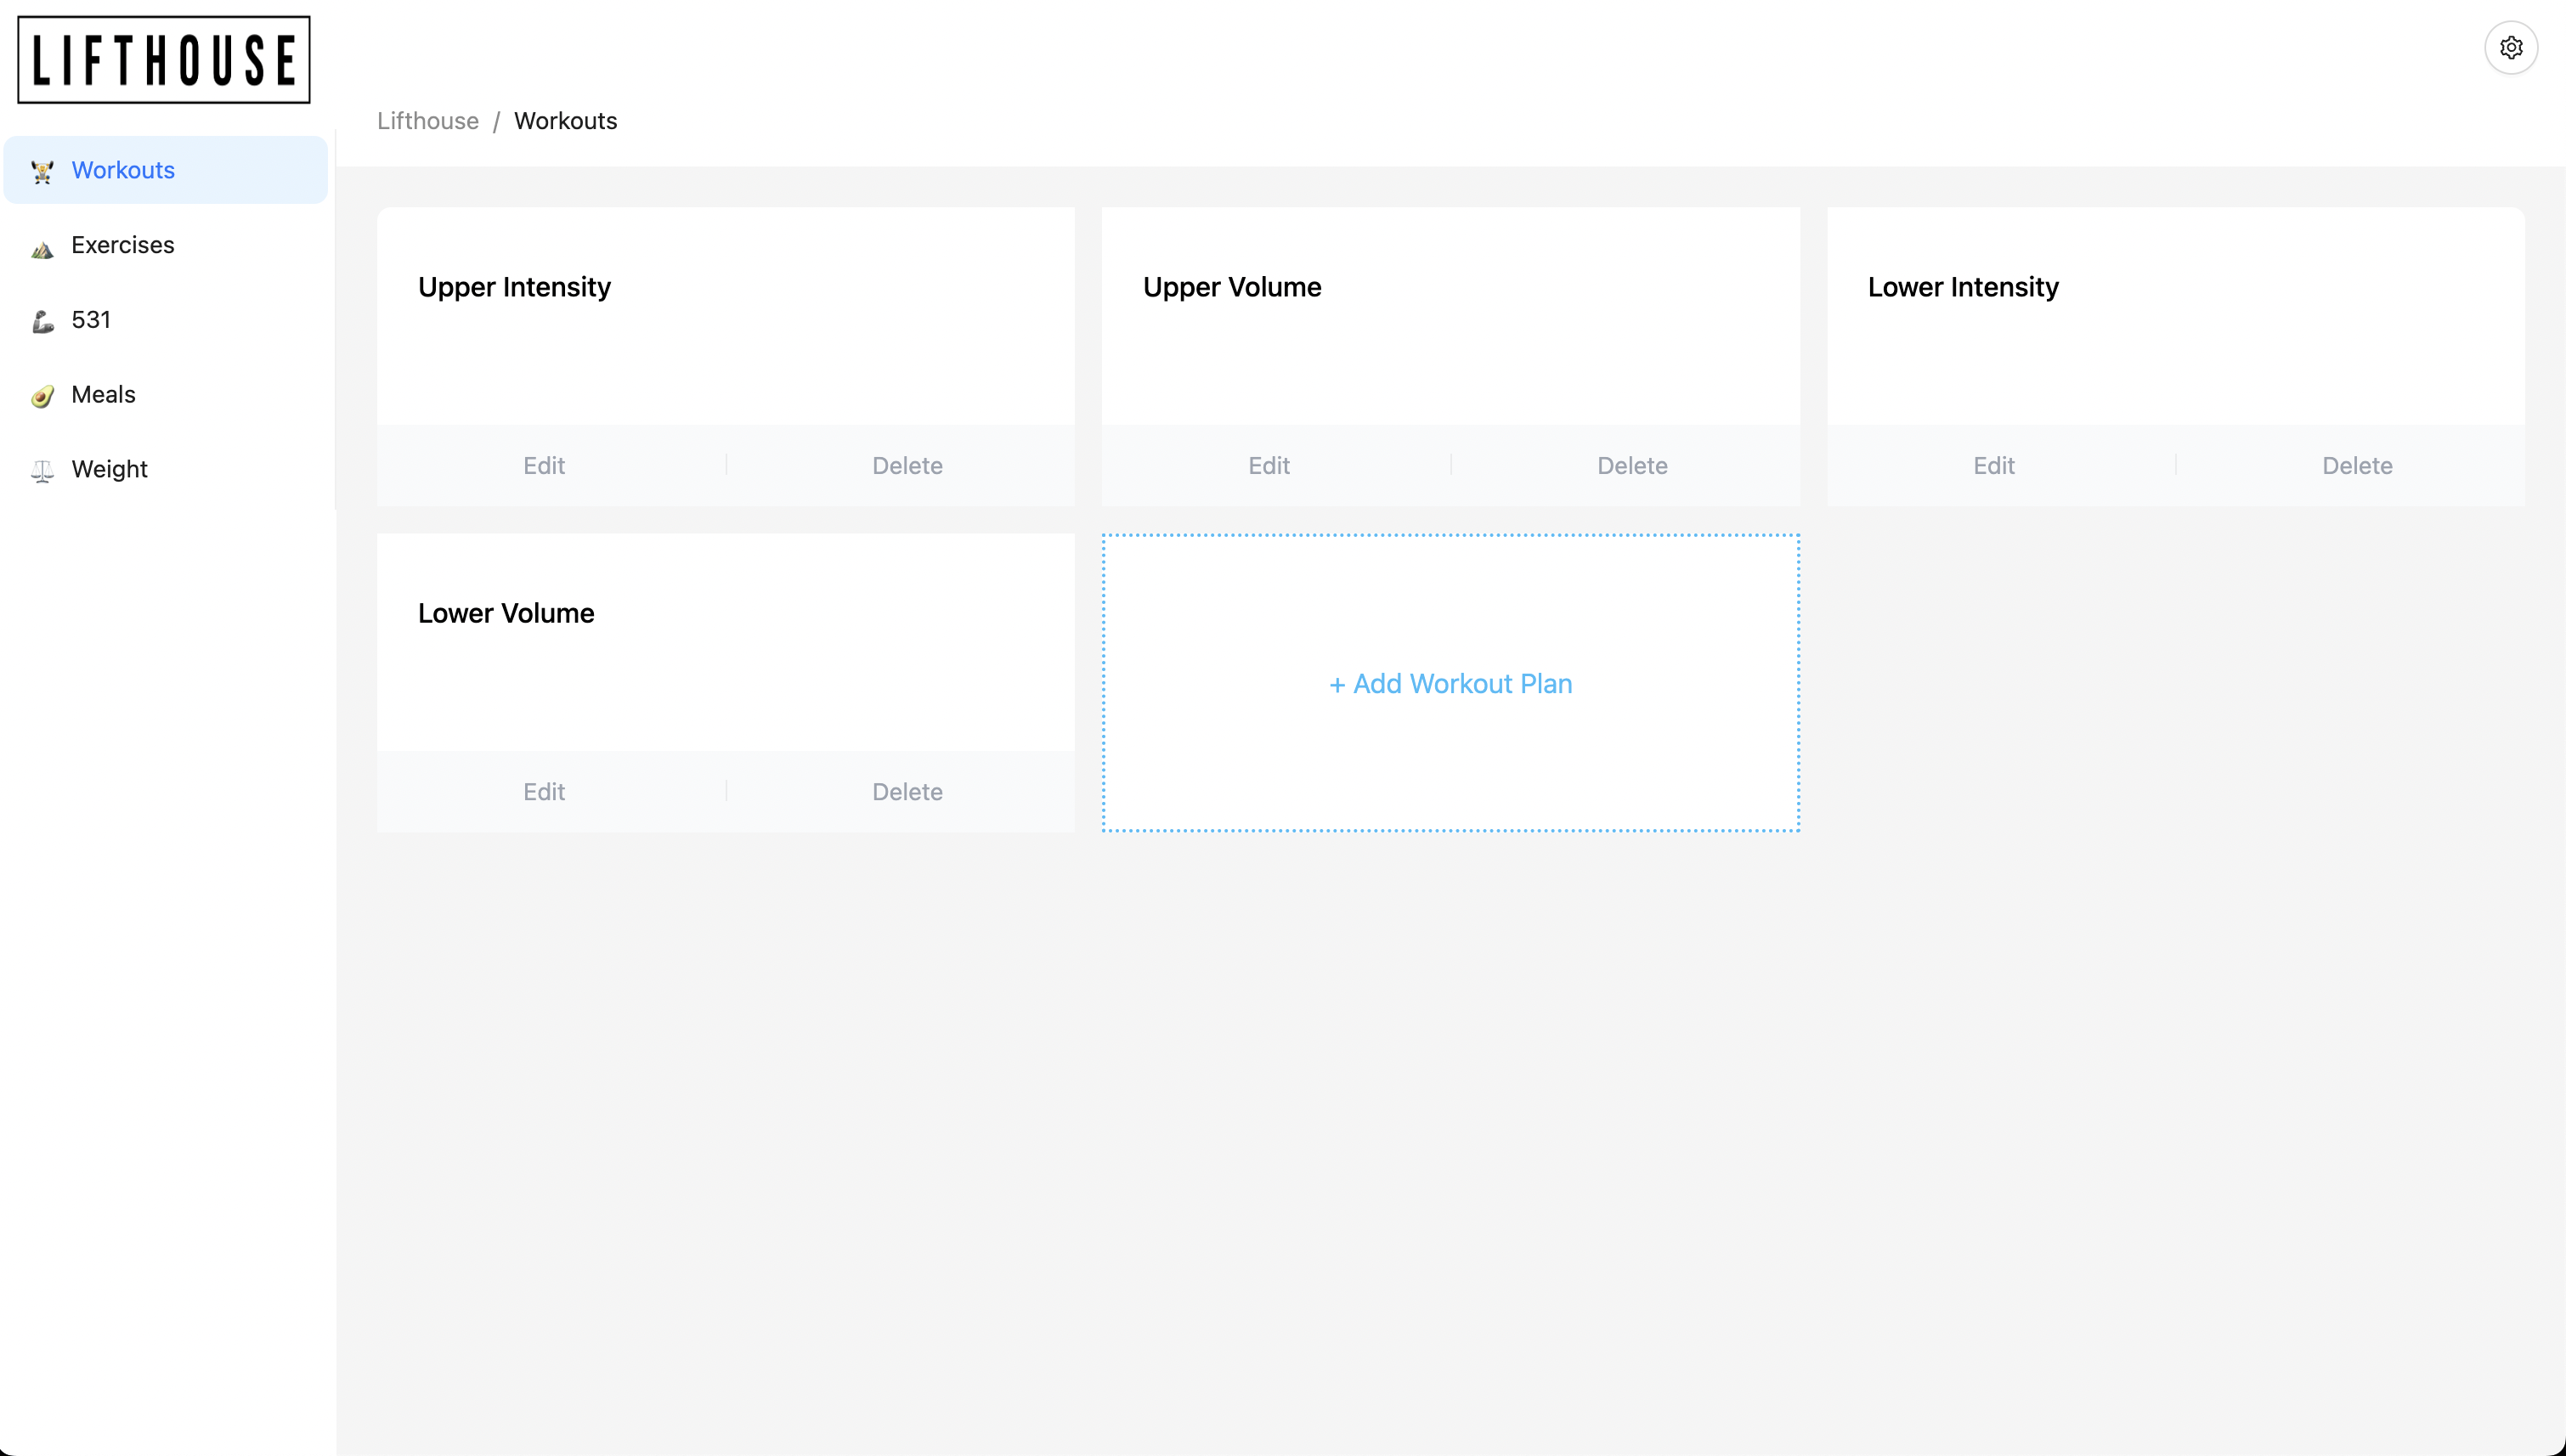 LIFTHOUSE
Lifthouse / Workouts
Workouts
Exercises
531
Meals
Weight
Upper Intensity
Edit
Delete
Upper Volume
Edit
Delete
Lower Intensity
Edit
Delete
Lower Volume
Edit
Delete
+ Add Workout Plan